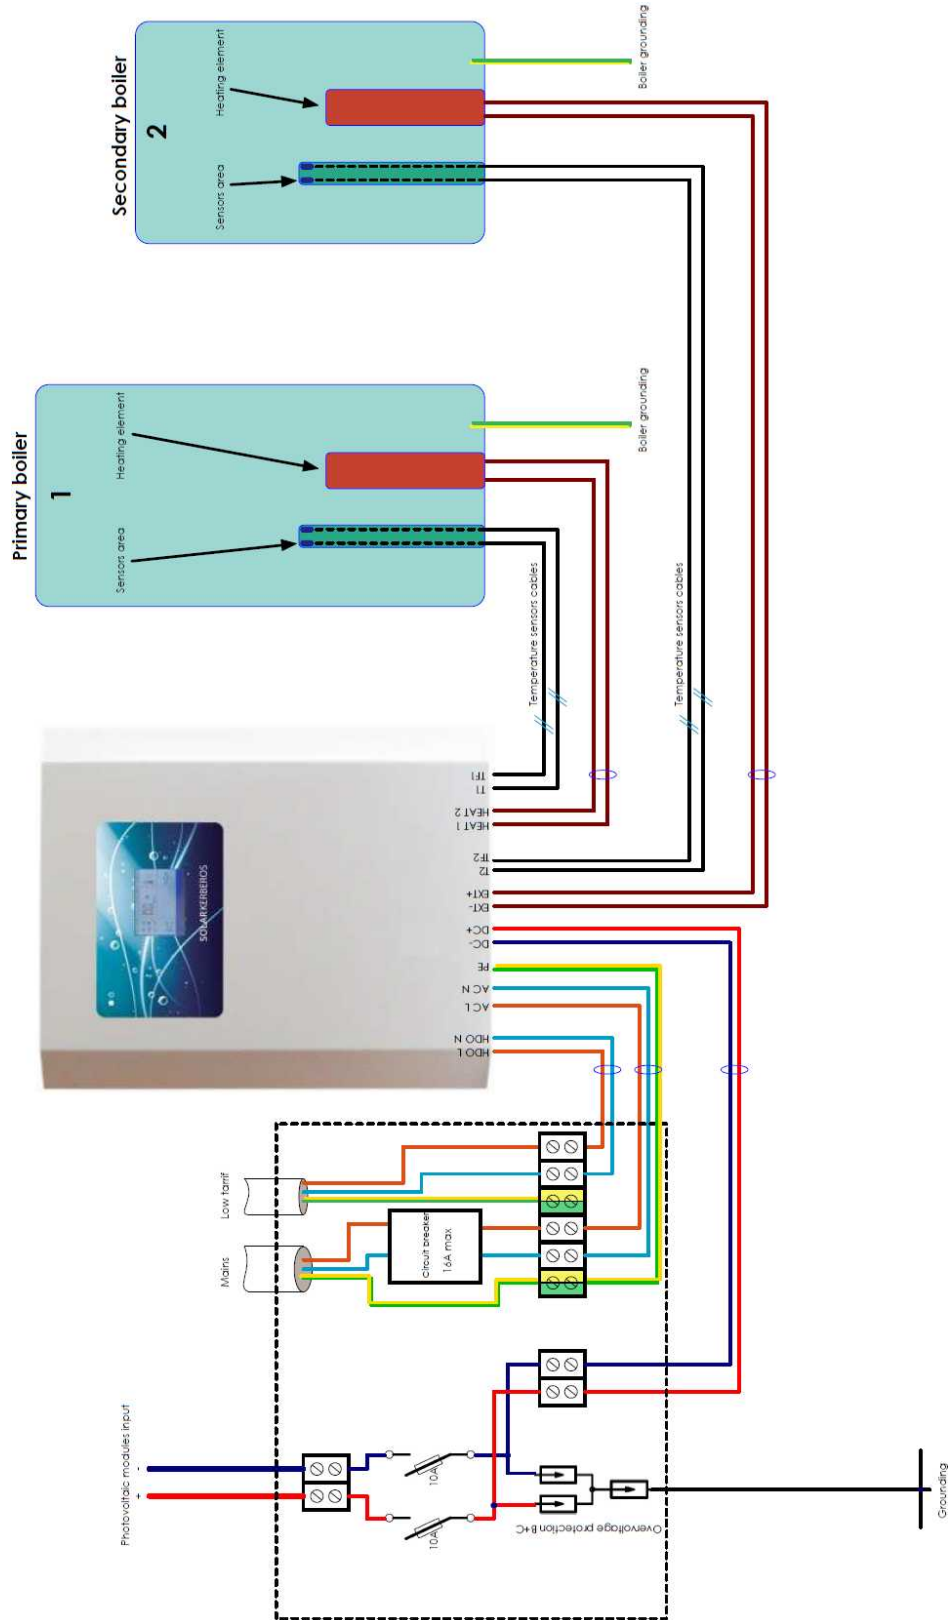 Secondary boiler
2
Heating element
Sensors area
Boiler grounding
Primary boiler
1
Heating element
Sensors area
Boiler grounding
Temperature sensors cables
Temperature sensors cables
SOLARKERBEROS
TF1
T1
HEAT 2
HEAT 1
TF2
T2
EXT+
EXT-
DC+
DC-
PE
AC N
AC L
HDO N
HDO L
Low tarrif
Mains
Circuit breaker
16A max
Photovoltaic modules input
-
+
10A
10A
Overvoltage protection B+C
Grounding